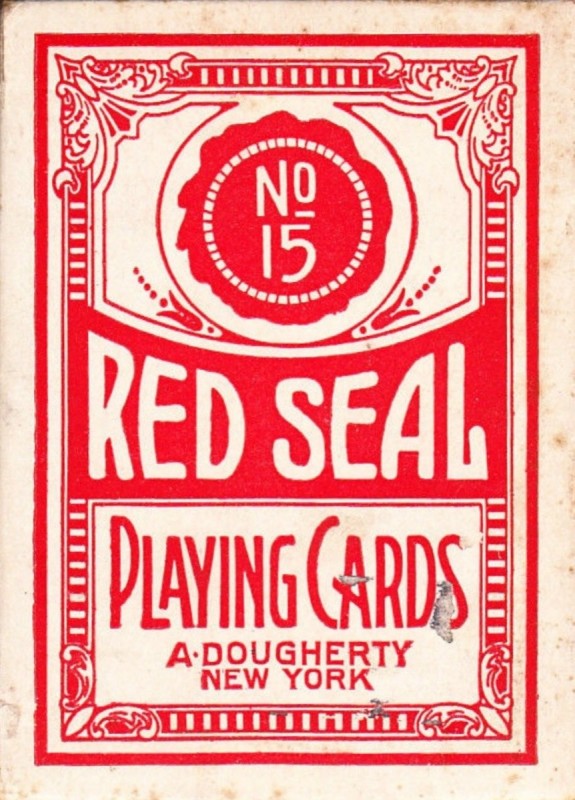 No
15
RED SEAL
PLAYING CARDS
A·DOUGHERTY
NEW YORK